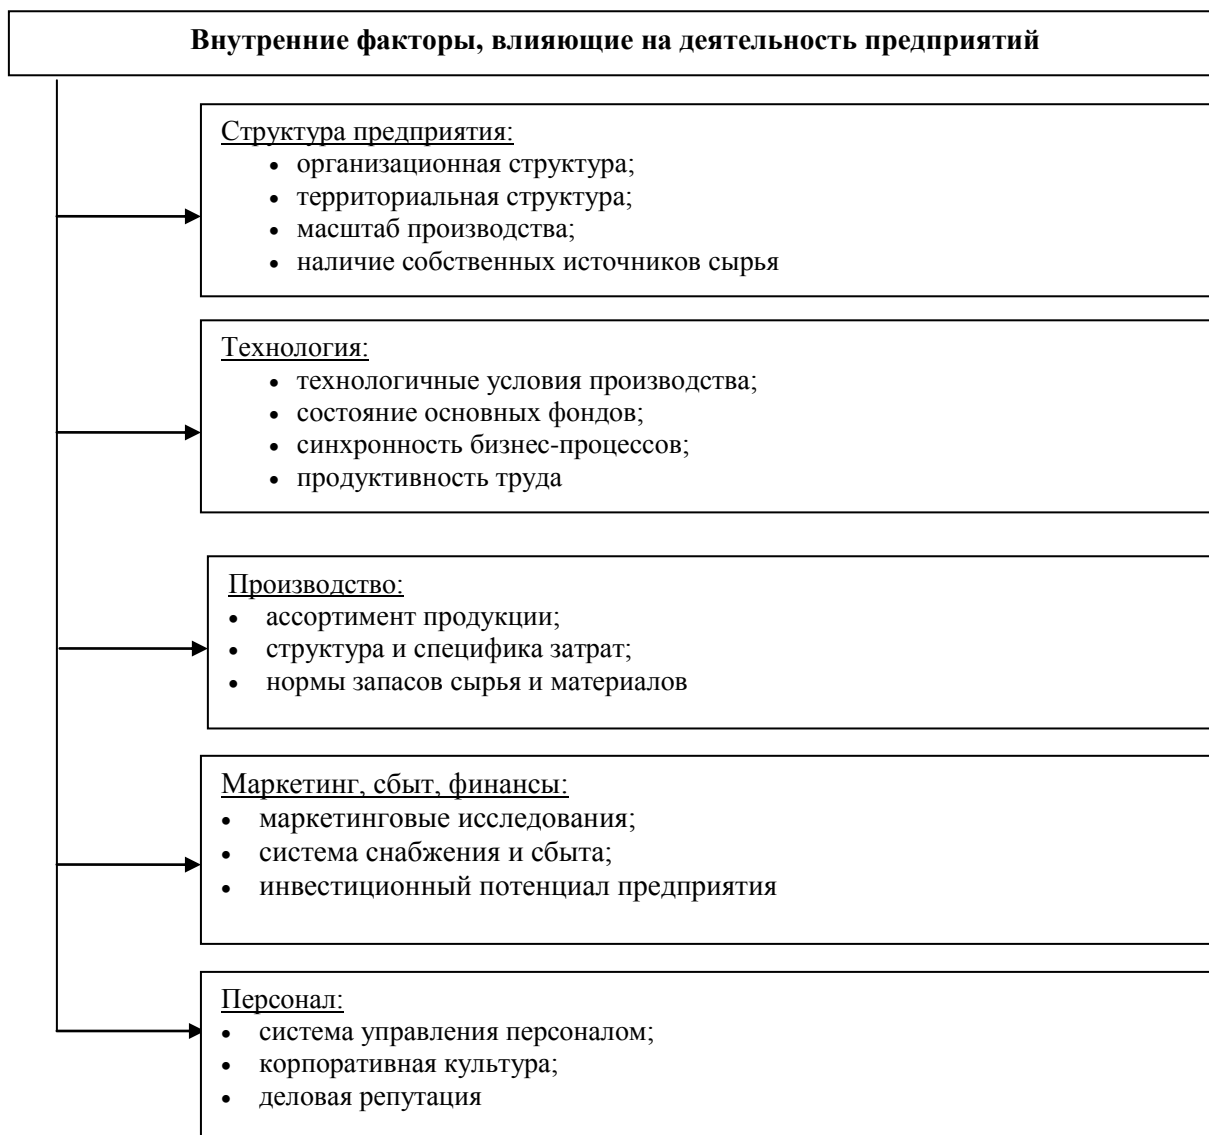 Внутренние факторы, влияющие на деятельность предприятий
Структура предприятия:
• организационная структура;
• территориальная структура;
• масштаб производства;
• наличие собственных источников сырья
Технология:
• технологичные условия производства;
• состояние основных фондов;
• синхронность бизнес-процессов;
• продуктивность труда
Производство:
• ассортимент продукции;
• структура и специфика затрат;
• нормы запасов сырья и материалов
Маркетинг, сбыт, финансы:
• маркетинговые исследования;
• система снабжения и сбыта;
• инвестиционный потенциал предприятия
Персонал:
• система управления персоналом;
• корпоративная культура;
• деловая репутация